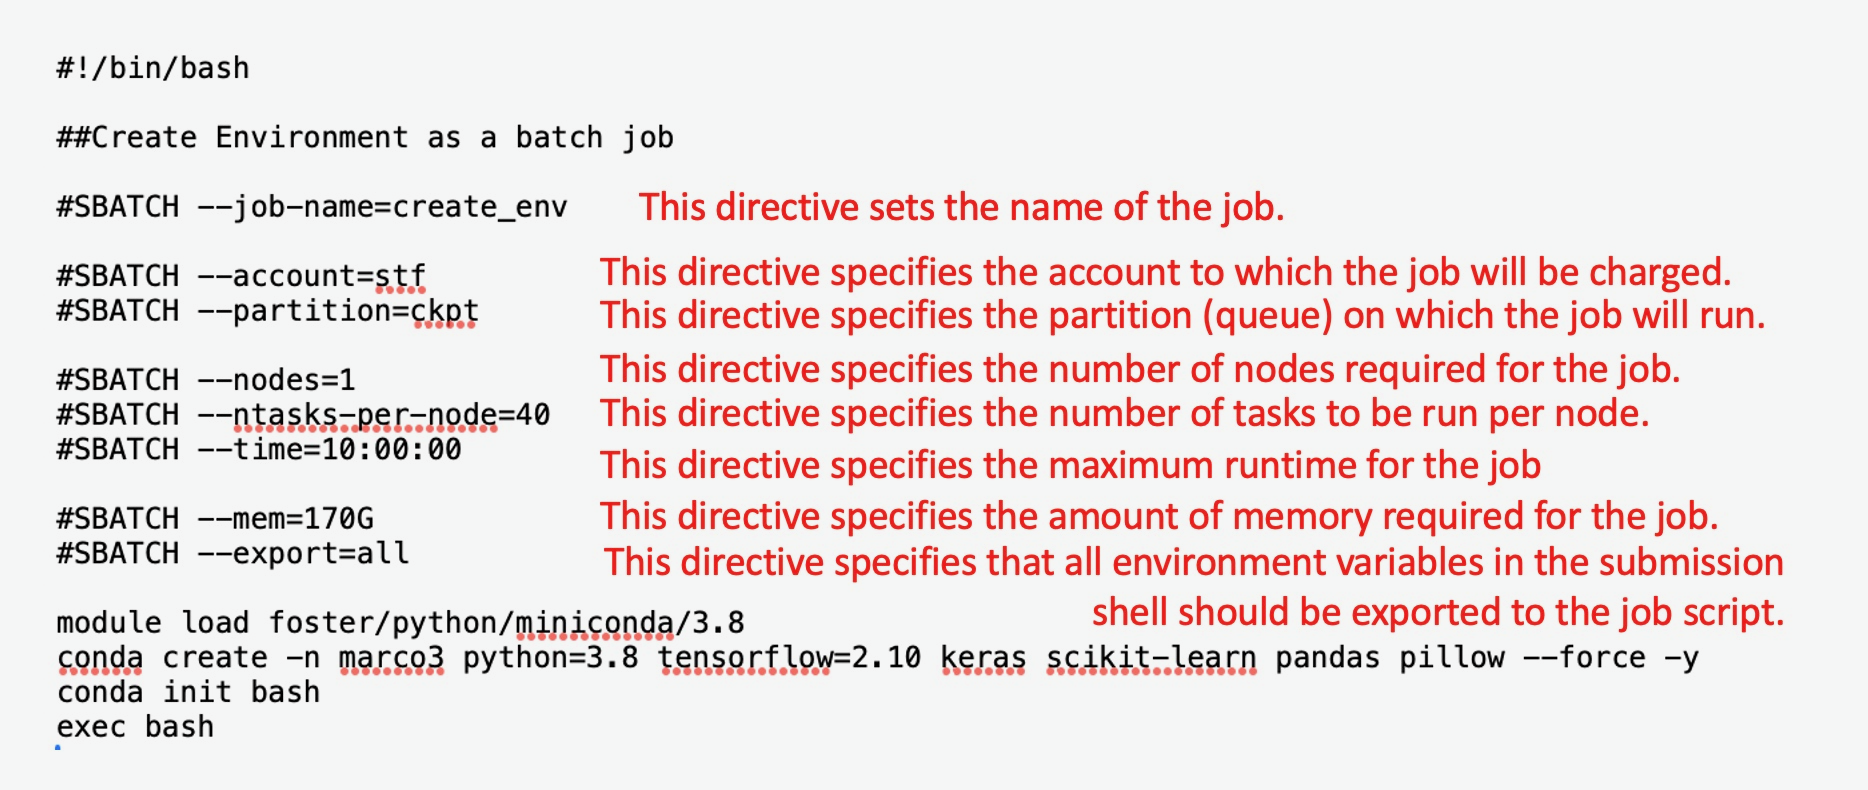 #!/bin/bash
##Create Environment as a batch job
#SBATCH --job-name=create_env This directive sets the name of the job.
#SBATCH --account=stf This directive specifies the account to which the job will be charged.
#SBATCH --partition=ckpt This directive specifies the partition (queue) on which the job will run.
#SBATCH --nodes=1 This directive specifies the number of nodes required for the job.
#SBATCH --ntasks-per-node=40 This directive specifies the number of tasks to be run per node.
#SBATCH --time=10:00:00 This directive specifies the maximum runtime for the job
#SBATCH --mem=170G This directive specifies the amount of memory required for the job.
#SBATCH --export=all This directive specifies that all environment variables in the submission
shell should be exported to the job script.
module load foster/python/miniconda/3.8
conda create -n marco3 python=3.8 tensorflow=2.10 keras scikit-learn pandas pillow --force -y
conda init bash
exec bash